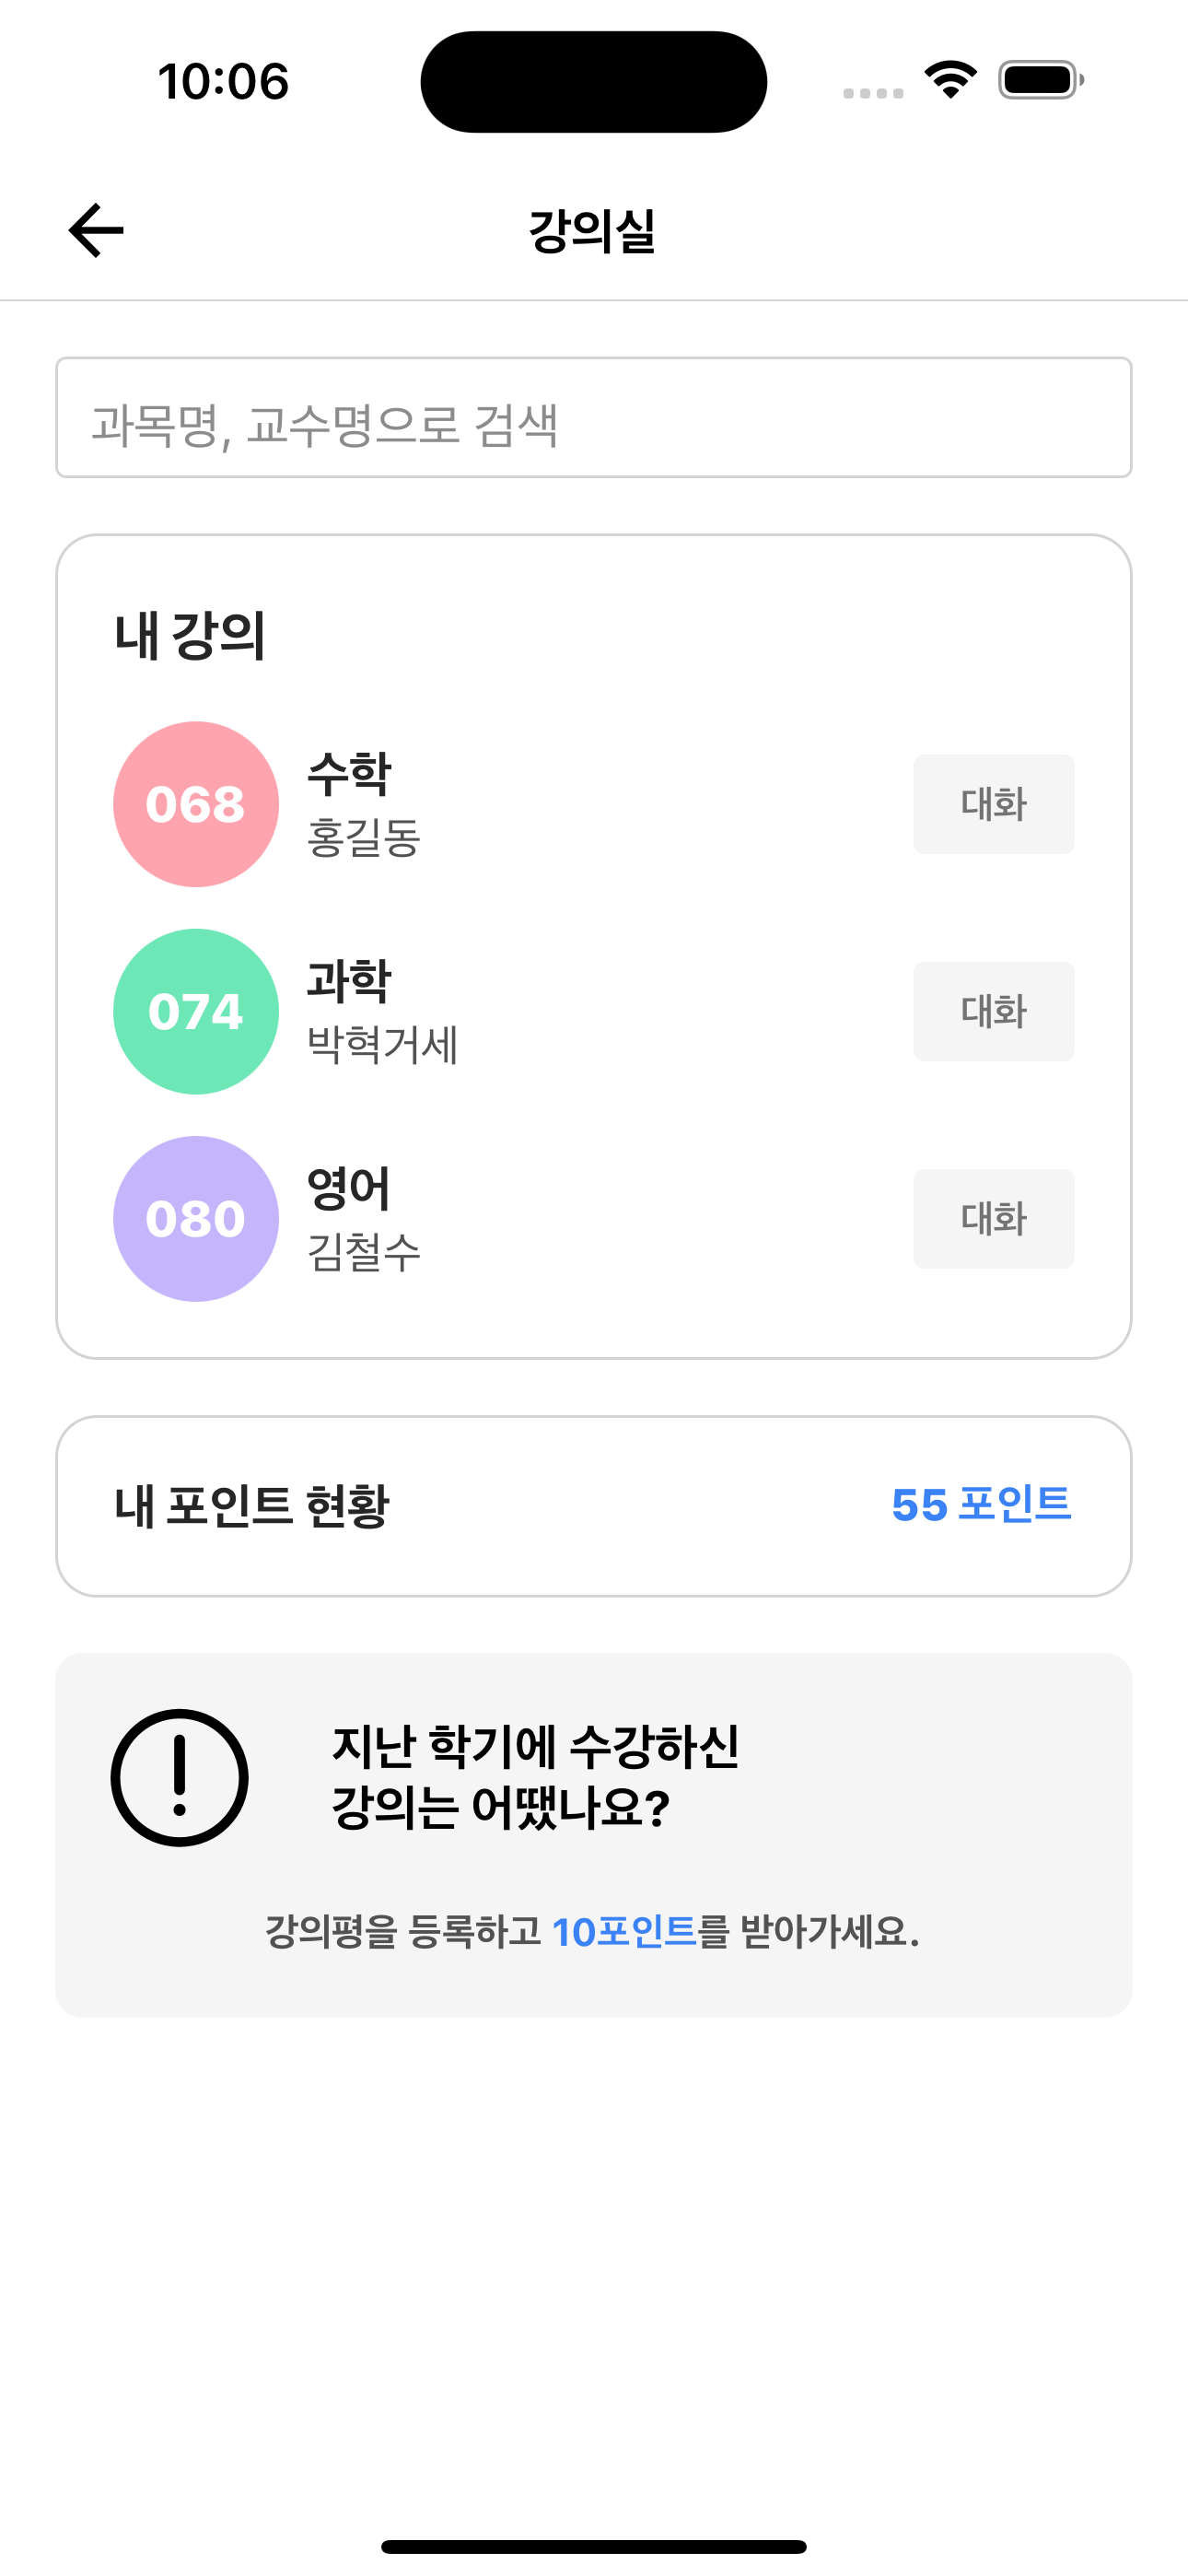 10:06
강의실
과목명, 교수명으로 검색
내 강의
068
수학
홍길동
대화
074
과학
박혁거세
대화
080
영어
김철수
대화
내 포인트 현황
55 포인트
지난 학기에 수강하신
강의는 어땠나요?
강의평을 등록하고 10포인트를 받아가세요.